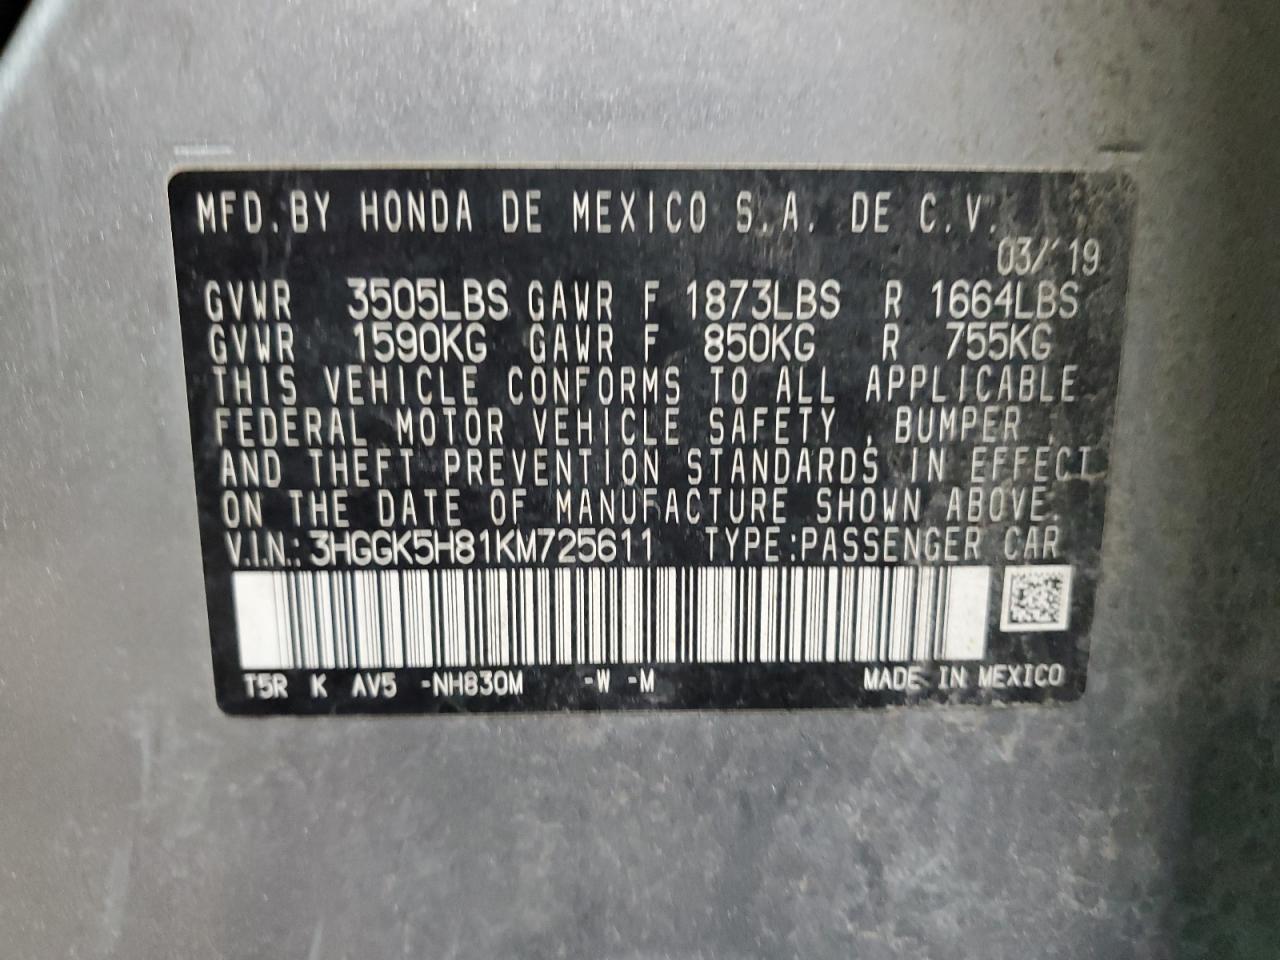 MFD. BY HONDA DE MEXICO S.A. DE C.V.
03/ 19
GVWR 3505LBS GAWR F 1873LBS R 1664LBS
GVWR 1590KG GAWR F 850KG R 755KG
THIS VEHICLE CONFORMS TO ALL APPLICABLE
FEDERAL MOTOR VEHICLE SAFETY , BUMPER ,
AND THEFT PREVENTION STANDARDS IN EFFECT
ON THE DATE OF MANUFACTURE SHOWN ABOVE.
V.I.N.: 3HGGK5H81KM725611 TYPE:PASSENGER CAR
T5R K AV5 -NH830M -W -M MADE IN MEXICO